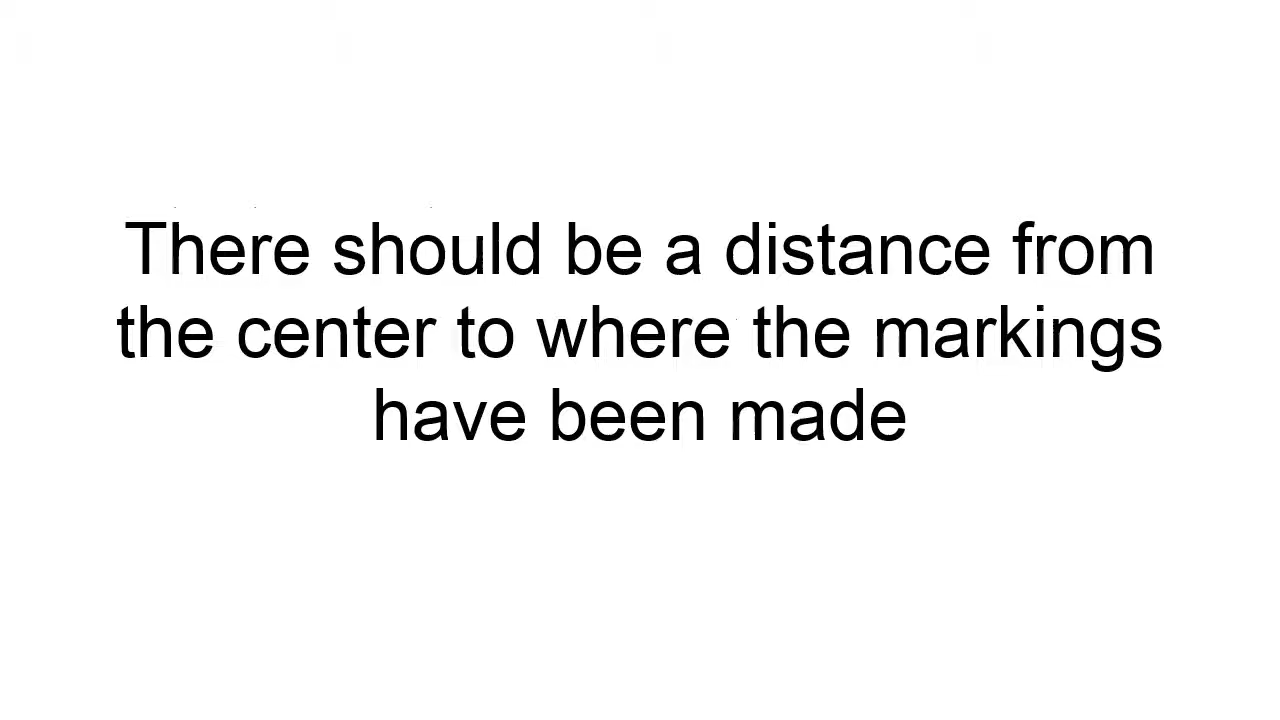 There should be a distance from
the center to where the markings
have been made